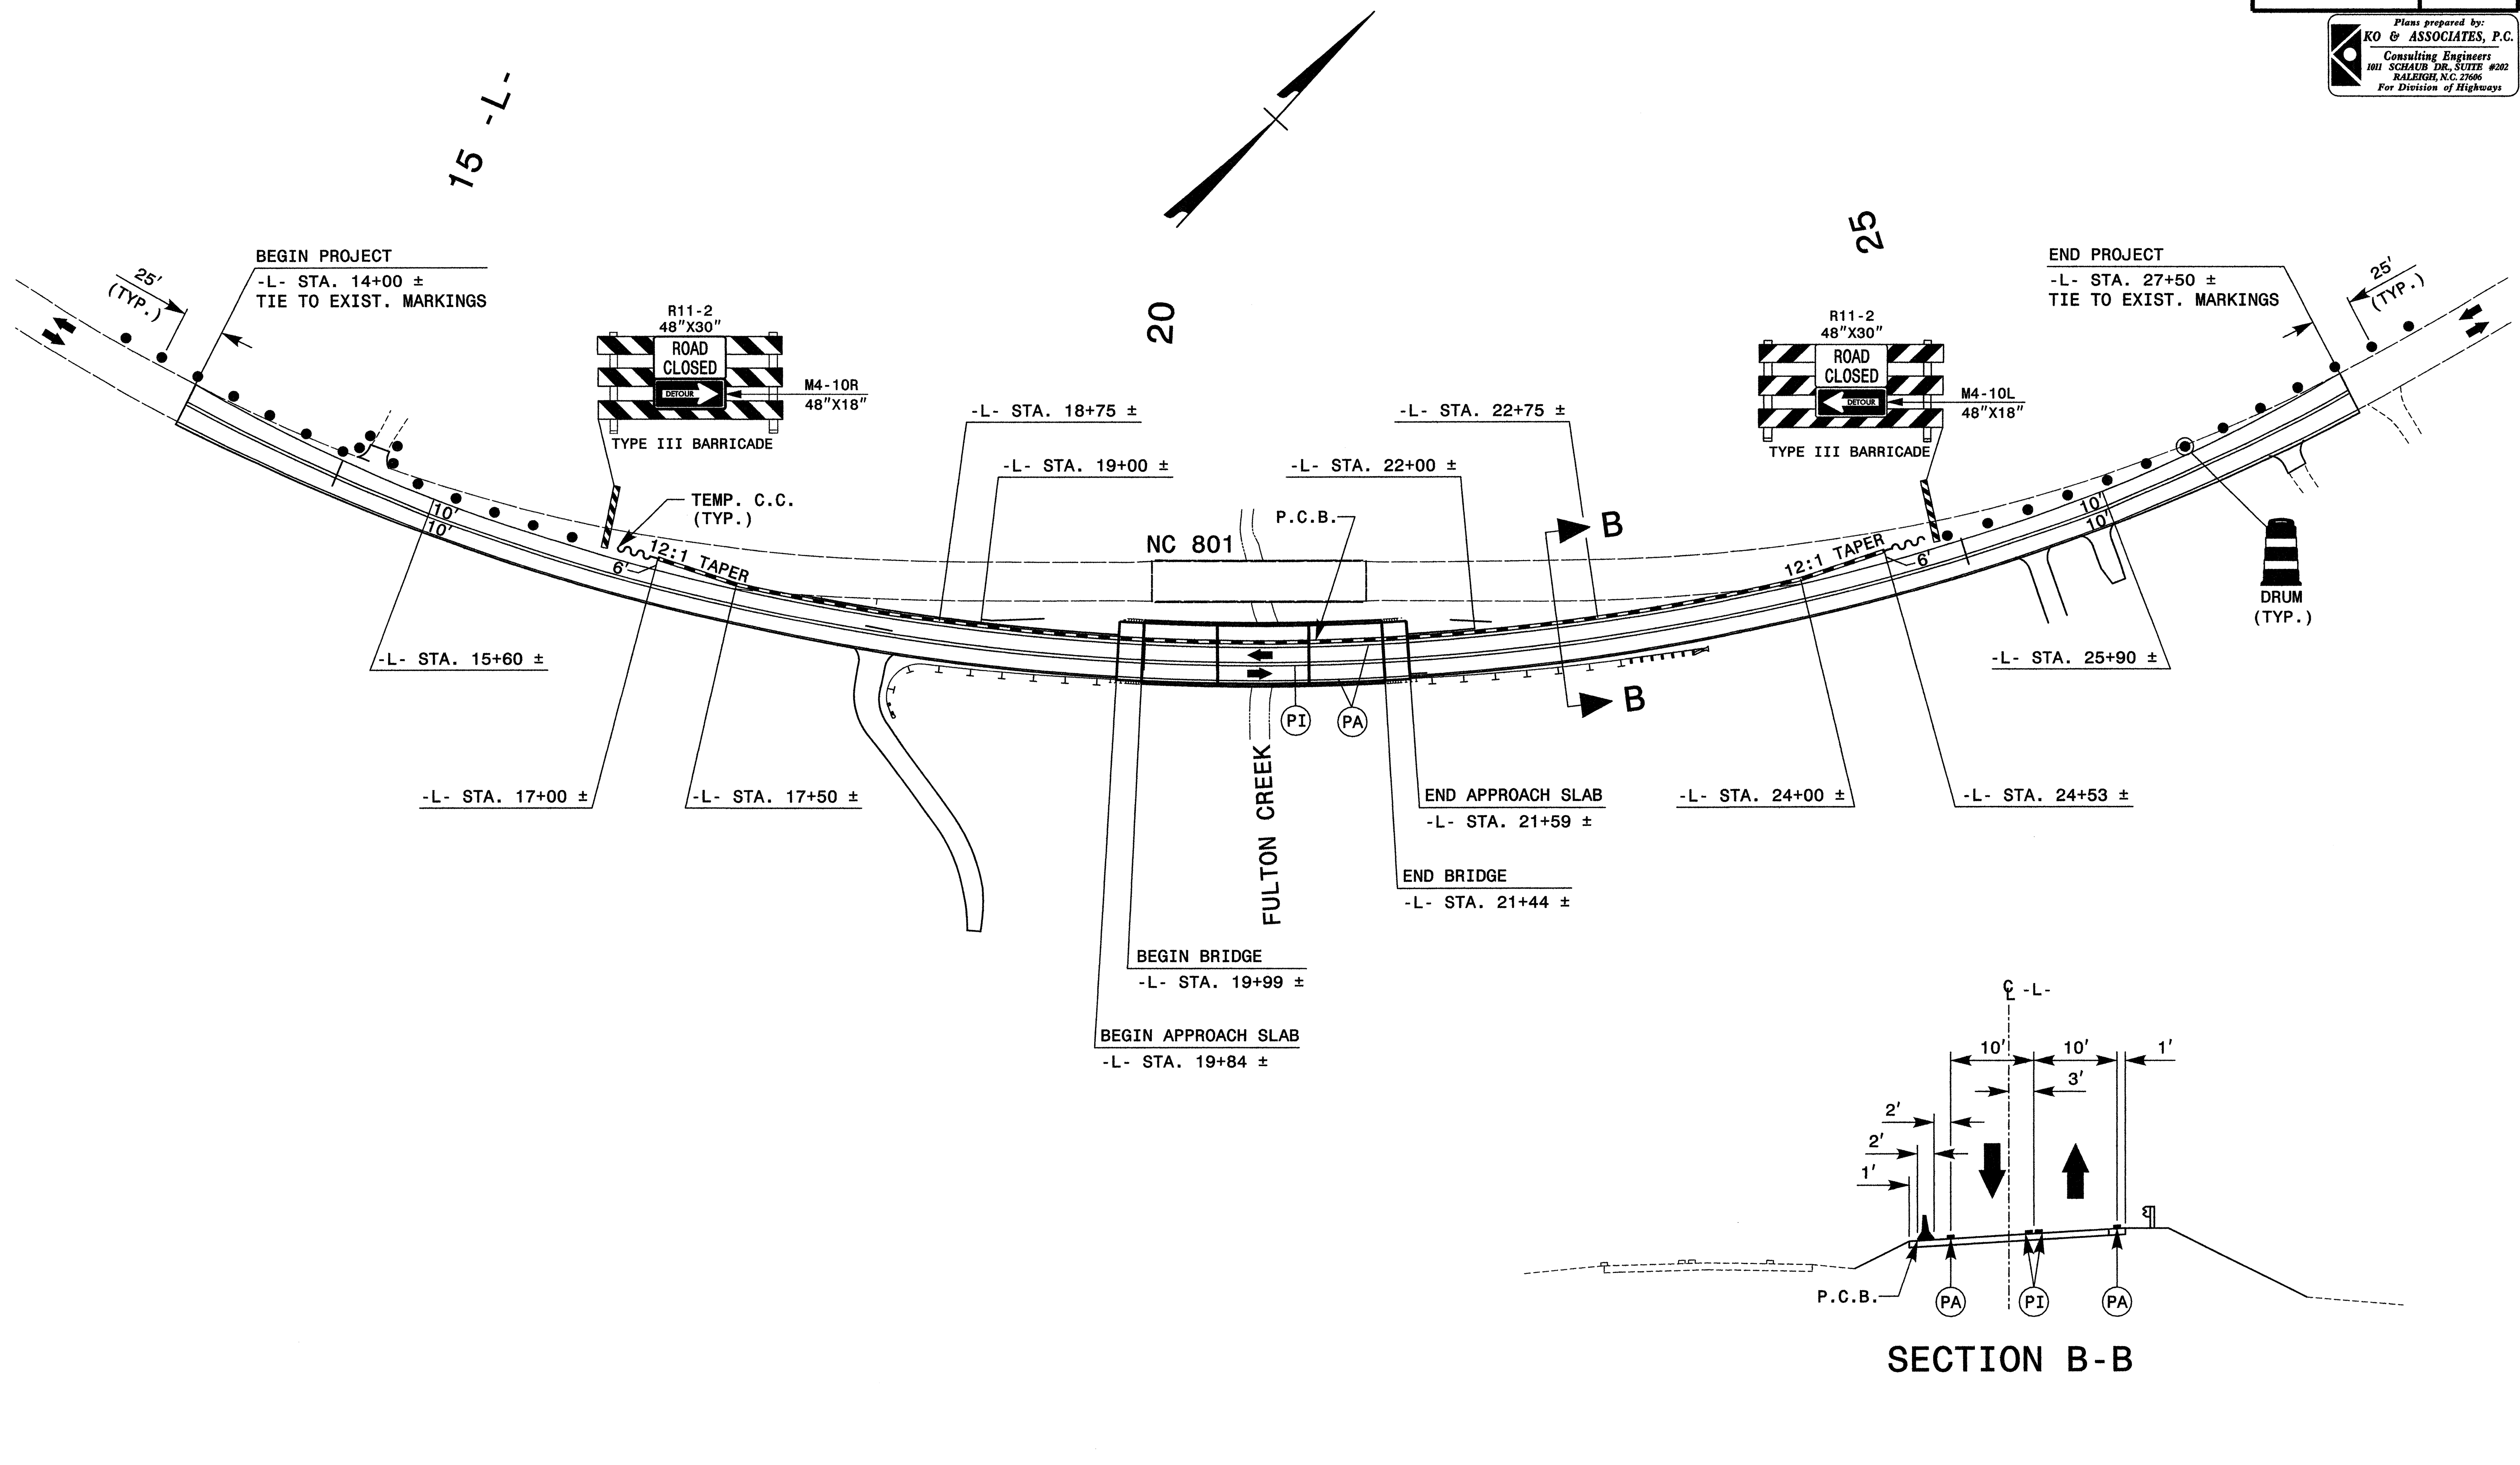 Plans prepared by:
KO & ASSOCIATES, P.C.
Consulting Engineers
1011 SCHAUB DR., SUITE #202
RALEIGH, N.C. 27606
For Division of Highways
15 -L-
20
25
BEGIN PROJECT
-L- STA. 14+00 ±
TIE TO EXIST. MARKINGS
25'
(TYP.)
END PROJECT
-L- STA. 27+50 ±
TIE TO EXIST. MARKINGS
25'
(TYP.)
R11-2
48"X30"
ROAD
CLOSED
DETOUR
M4-10R
48"X18"
TYPE III BARRICADE
R11-2
48"X30"
ROAD
CLOSED
DETOUR
M4-10L
48"X18"
TYPE III BARRICADE
-L- STA. 18+75 ±
-L- STA. 22+75 ±
-L- STA. 19+00 ±
-L- STA. 22+00 ±
TEMP. C.C.
(TYP.)
P.C.B.
B
NC 801
10'
10'
12:1 TAPER
6'
12:1 TAPER
6'
10'
10'
DRUM
(TYP.)
-L- STA. 15+60 ±
-L- STA. 25+90 ±
B
PI
PA
FULTON CREEK
-L- STA. 17+00 ±
-L- STA. 17+50 ±
END APPROACH SLAB
-L- STA. 21+59 ±
-L- STA. 24+00 ±
-L- STA. 24+53 ±
END BRIDGE
-L- STA. 21+44 ±
BEGIN BRIDGE
-L- STA. 19+99 ±
BEGIN APPROACH SLAB
-L- STA. 19+84 ±
CL -L-
10'
10'
1'
3'
2'
2'
1'
P.C.B.
PA
PI
PA
SECTION B-B